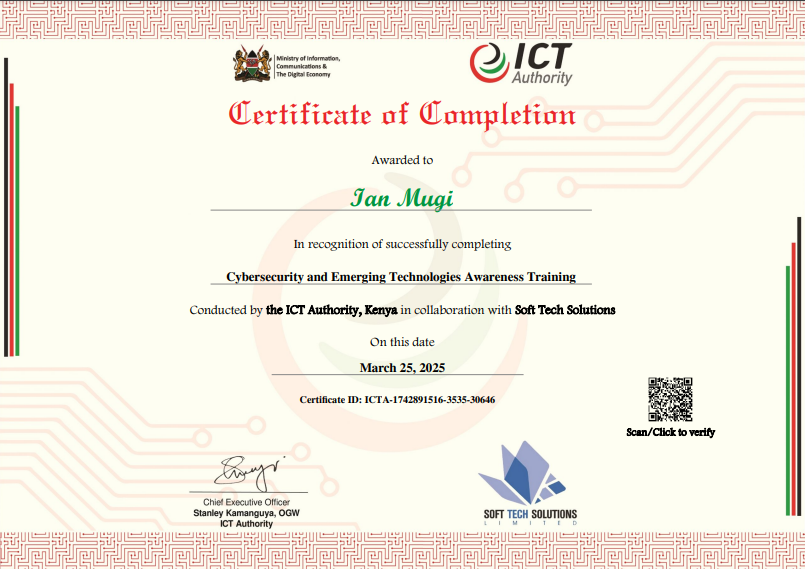 Ministry of Information,
Communications &
The Digital Economy
ICT
Authority
Certificate of Completion
Awarded to
Ian Mugi
In recognition of successfully completing
Cybersecurity and Emerging Technologies Awareness Training
Conducted by the ICT Authority, Kenya in collaboration with Soft Tech Solutions
On this date
March 25, 2025
Certificate ID: ICTA-1742891516-3535-30646
Scan/Click to verify
Chief Executive Officer
Stanley Kamanguya, OGW
ICT Authority
SOFT TECH SOLUTIONS
LIMITED